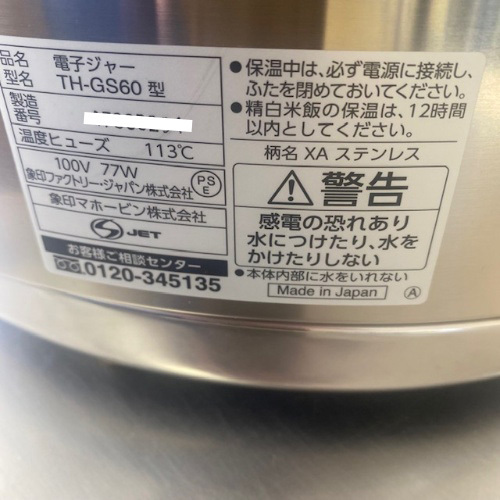 品名 電子ジャー
型名 TH-GS60 型
製造
番号
温度ヒューズ 113℃
100V 77W
象印ファクトリー・ジャパン株式会社
PS
E
象印マホービン株式会社
JET
お客様ご相談センター
0120-345135
●保温中は、必ず電源に接続し、
ふたを閉めておいてください。
●精白米飯の保温は、12時間
以内としてください。
柄名 XA ステンレス
警告
感電の恐れあり
水につけたり、水を
かけたりしない
●本体内部に水をいれない
Made in Japan
A